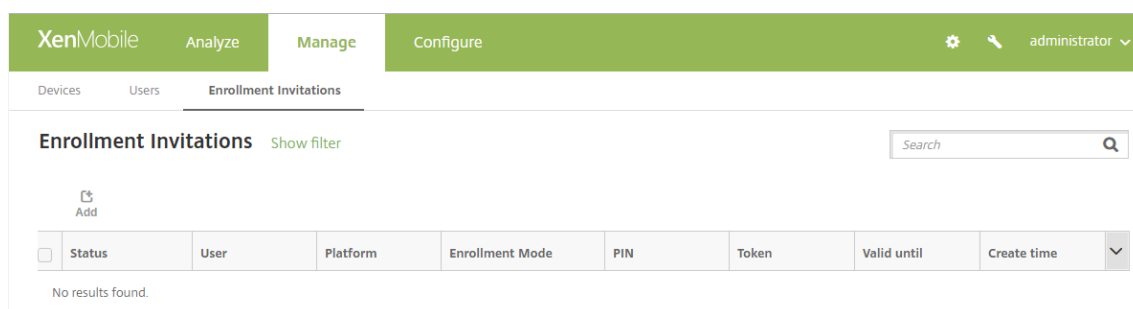 XenMobile Analyze Manage Configure administrator
Devices Users Enrollment Invitations
Enrollment Invitations Show filter Search
Add
Status User Platform Enrollment Mode PIN Token Valid until Create time
No results found.